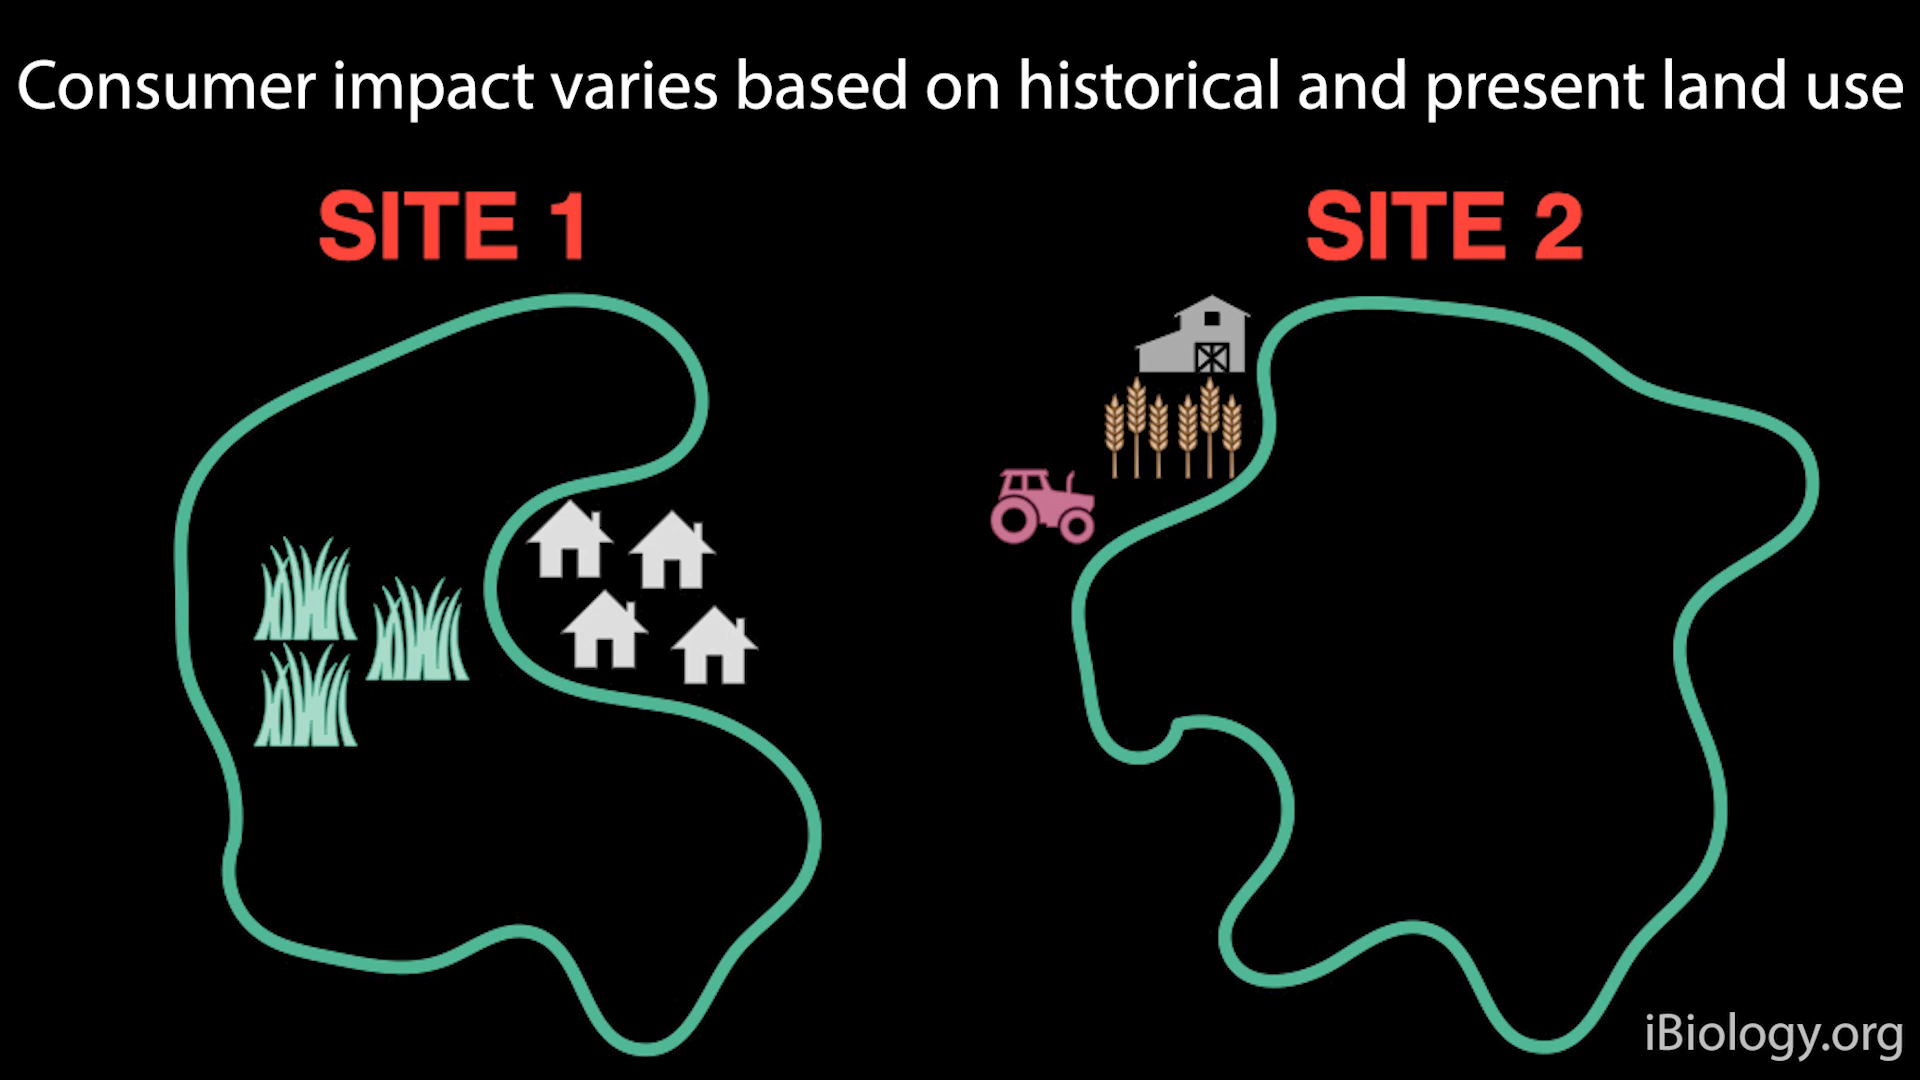 Consumer impact varies based on historical and present land use
SITE 1
SITE 2
iBiology.org